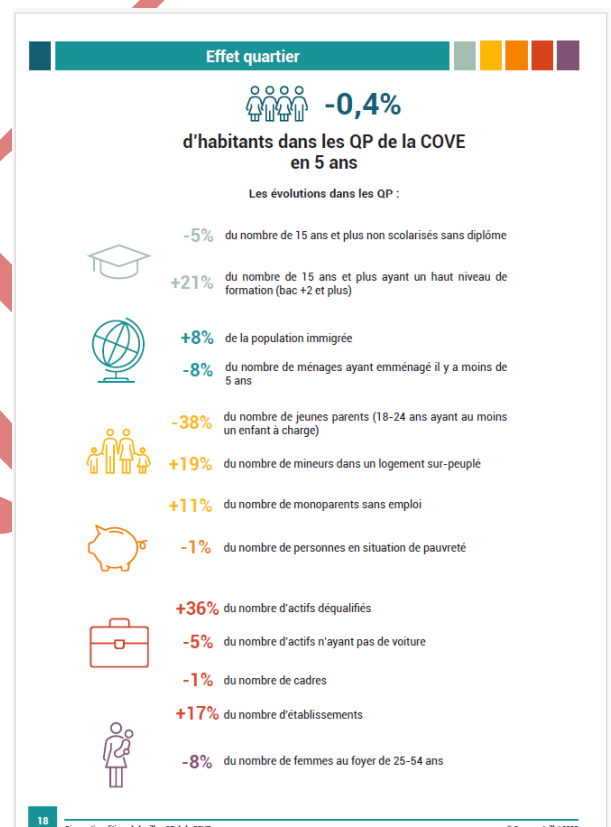 Effet quartier
-0,4%
d'habitants dans les QP de la COVE
en 5 ans
Les évolutions dans les QP :
-5% du nombre de 15 ans et plus non scolarisés sans diplôme
+21% du nombre de 15 ans et plus ayant un haut niveau de
formation (bac +2 et plus)
+8% de la population immigrée
-8% du nombre de ménages ayant emménagé il y a moins de
5 ans
-38% du nombre de jeunes parents (18-24 ans ayant au moins
un enfant à charge)
+19% du nombre de mineurs dans un logement sur-peuplé
+11% du nombre de monoparents sans emploi
-1% du nombre de personnes en situation de pauvreté
+36% du nombre d'actifs déqualifiés
-5% du nombre d'actifs n'ayant pas de voiture
-1% du nombre de cadres
+17% du nombre d'établissements
-8% du nombre de femmes au foyer de 25-54 ans
18